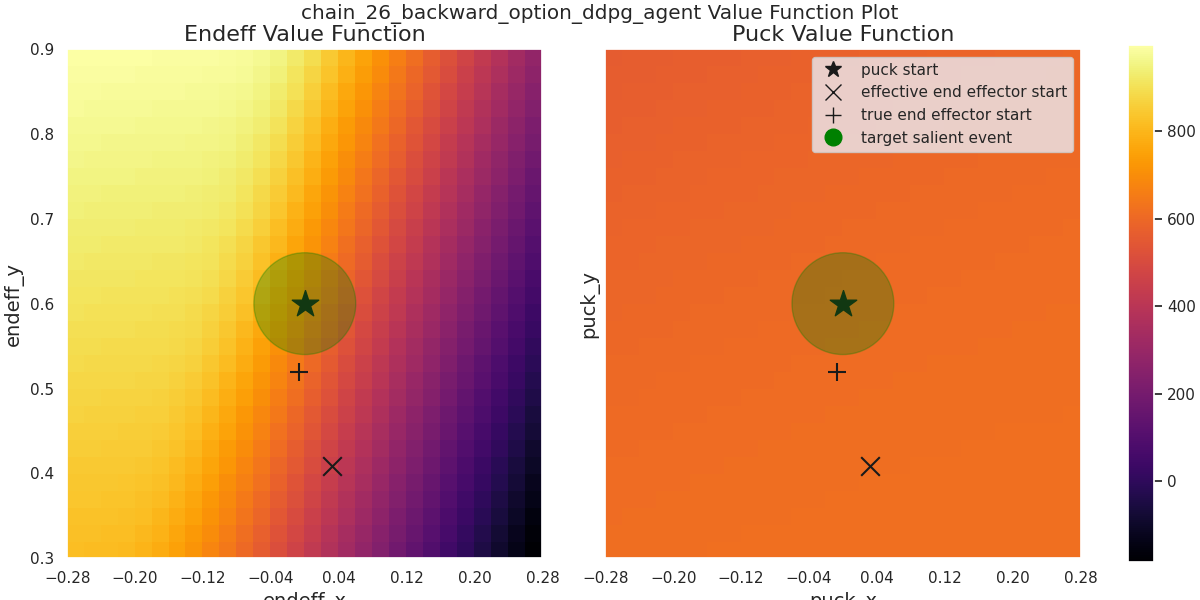 chain_26_backward_option_ddpg_agent Value Function Plot
Endeff Value Function
Puck Value Function
0.9
0.8
0.7
0.6
0.5
0.4
0.3
endeff_y
−0.28 −0.20 −0.12 −0.04 0.04 0.12 0.20 0.28
endeff_x
puck start
effective end effector start
true end effector start
target salient event
puck_y
−0.28 −0.20 −0.12 −0.04 0.04 0.12 0.20 0.28
puck_x
800
600
400
200
0